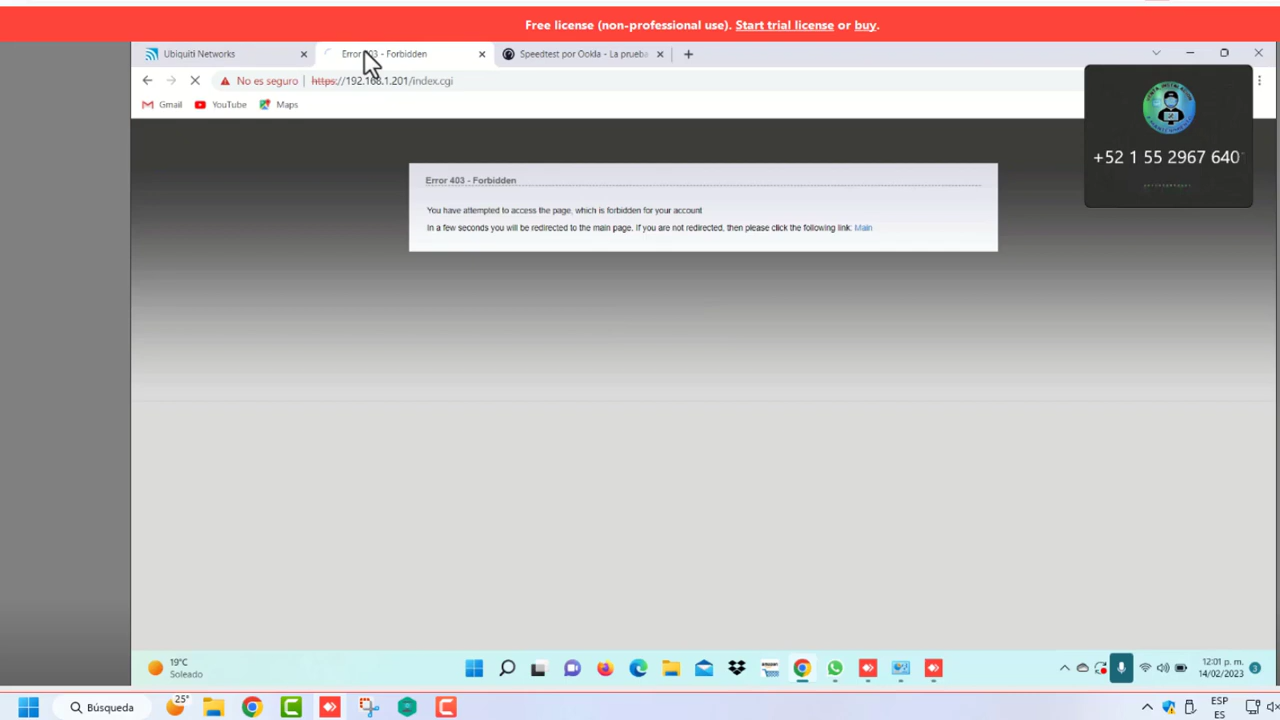 Free license (non-professional use). Start trial license or buy.
Ubiquiti Networks
Error 403 - Forbidden
Speedtest por Ookla - La prueba
No es seguro
https://192.168.1.201/index.cgi
Gmail
YouTube
Maps
+52 1 55 2967 640
Error 403 - Forbidden
You have attempted to access the page, which is forbidden for your account
In a few seconds you will be redirected to the main page. If you are not redirected, then please click the following link: Main
19°C
Soleado
12:01 p. m.
14/02/2023
3
25°
Búsqueda
ESP
ES